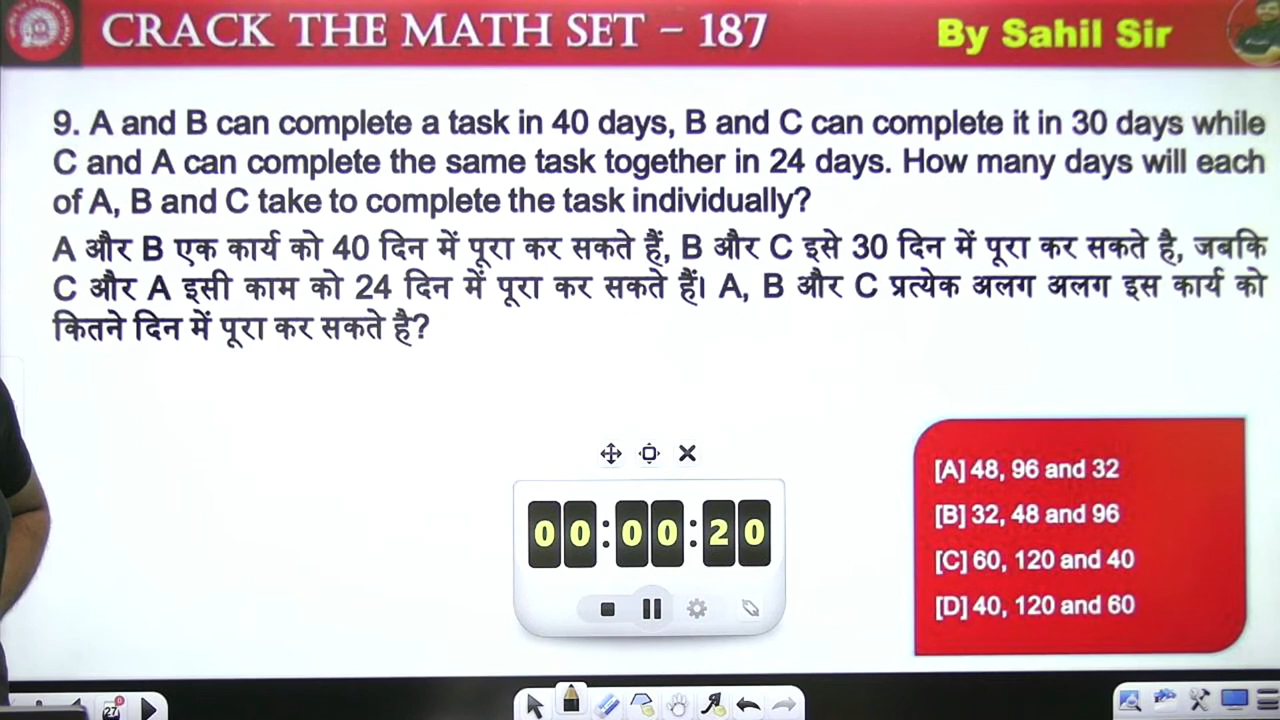 CRACK THE MATH SET – 187
By Sahil Sir
9. A and B can complete a task in 40 days, B and C can complete it in 30 days while
C and A can complete the same task together in 24 days. How many days will each
of A, B and C take to complete the task individually?
A और B एक कार्य को 40 दिन में पूरा कर सकते हैं, B और C इसे 30 दिन में पूरा कर सकते है, जबकि
C और A इसी काम को 24 दिन में पूरा कर सकते हैं। A, B और C प्रत्येक अलग अलग इस कार्य को
कितने दिन में पूरा कर सकते है?
[A] 48, 96 and 32
[B] 32, 48 and 96
[C] 60, 120 and 40
[D] 40, 120 and 60
00:00:20
27
0